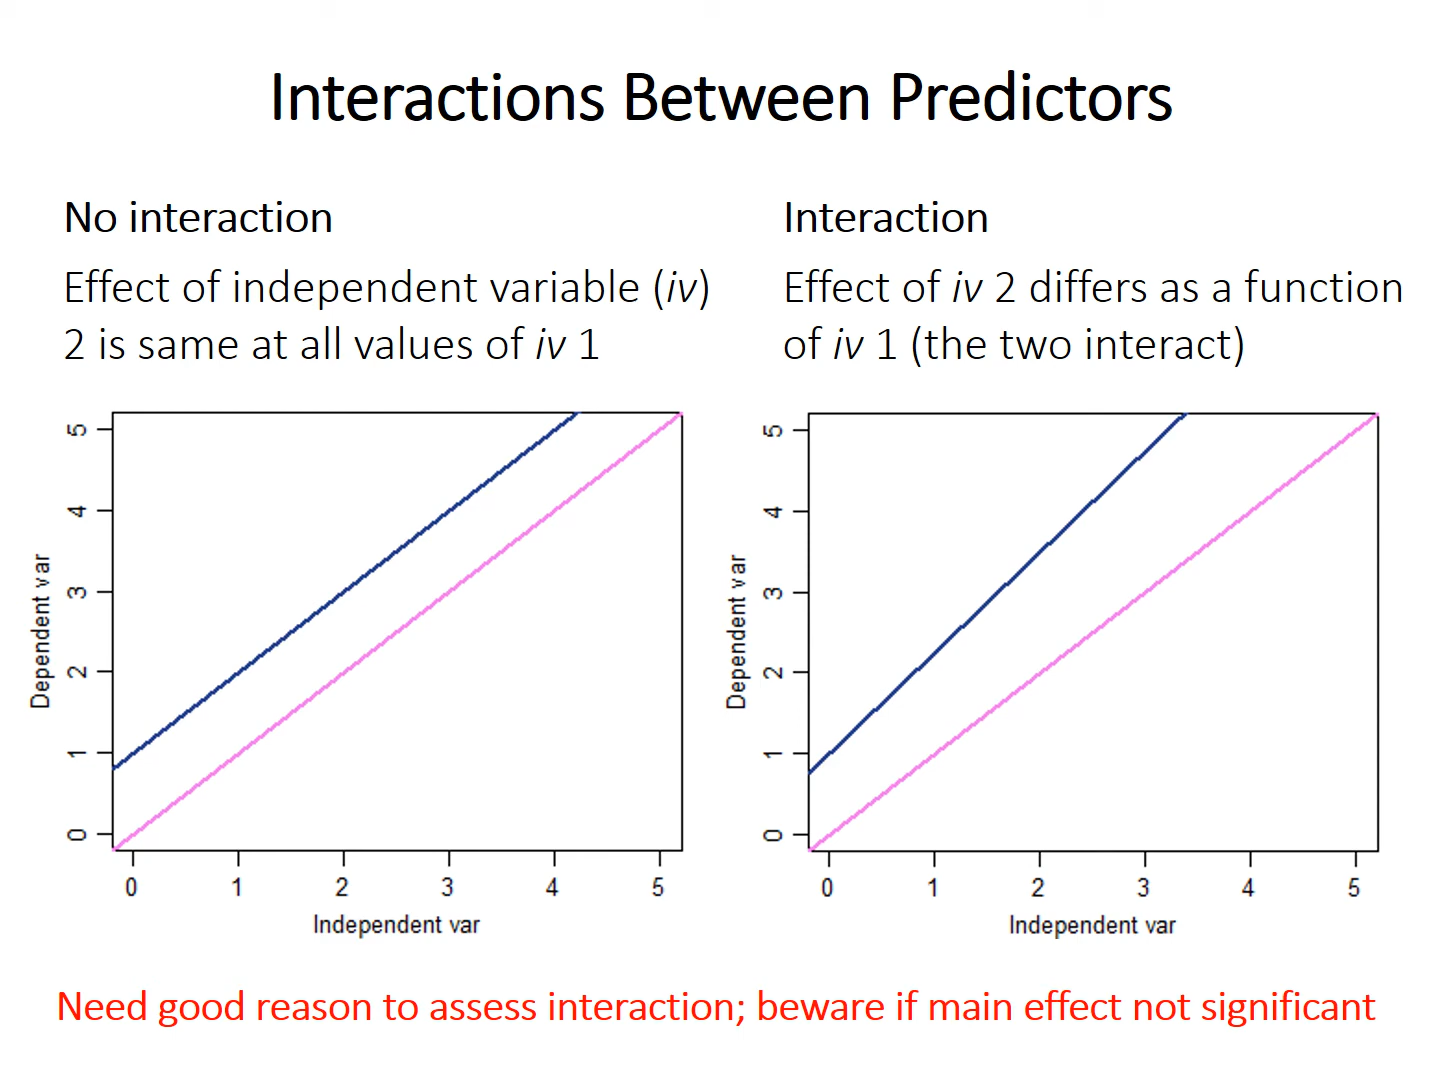 Interactions Between Predictors
No interaction
Effect of independent variable (iv)
2 is same at all values of iv 1
Interaction
Effect of iv 2 differs as a function
of iv 1 (the two interact)
Dependent var
5
4
3
2
1
0
0 1 2 3 4 5
Independent var
Dependent var
5
4
3
2
1
0
0 1 2 3 4 5
Independent var
Need good reason to assess interaction; beware if main effect not significant